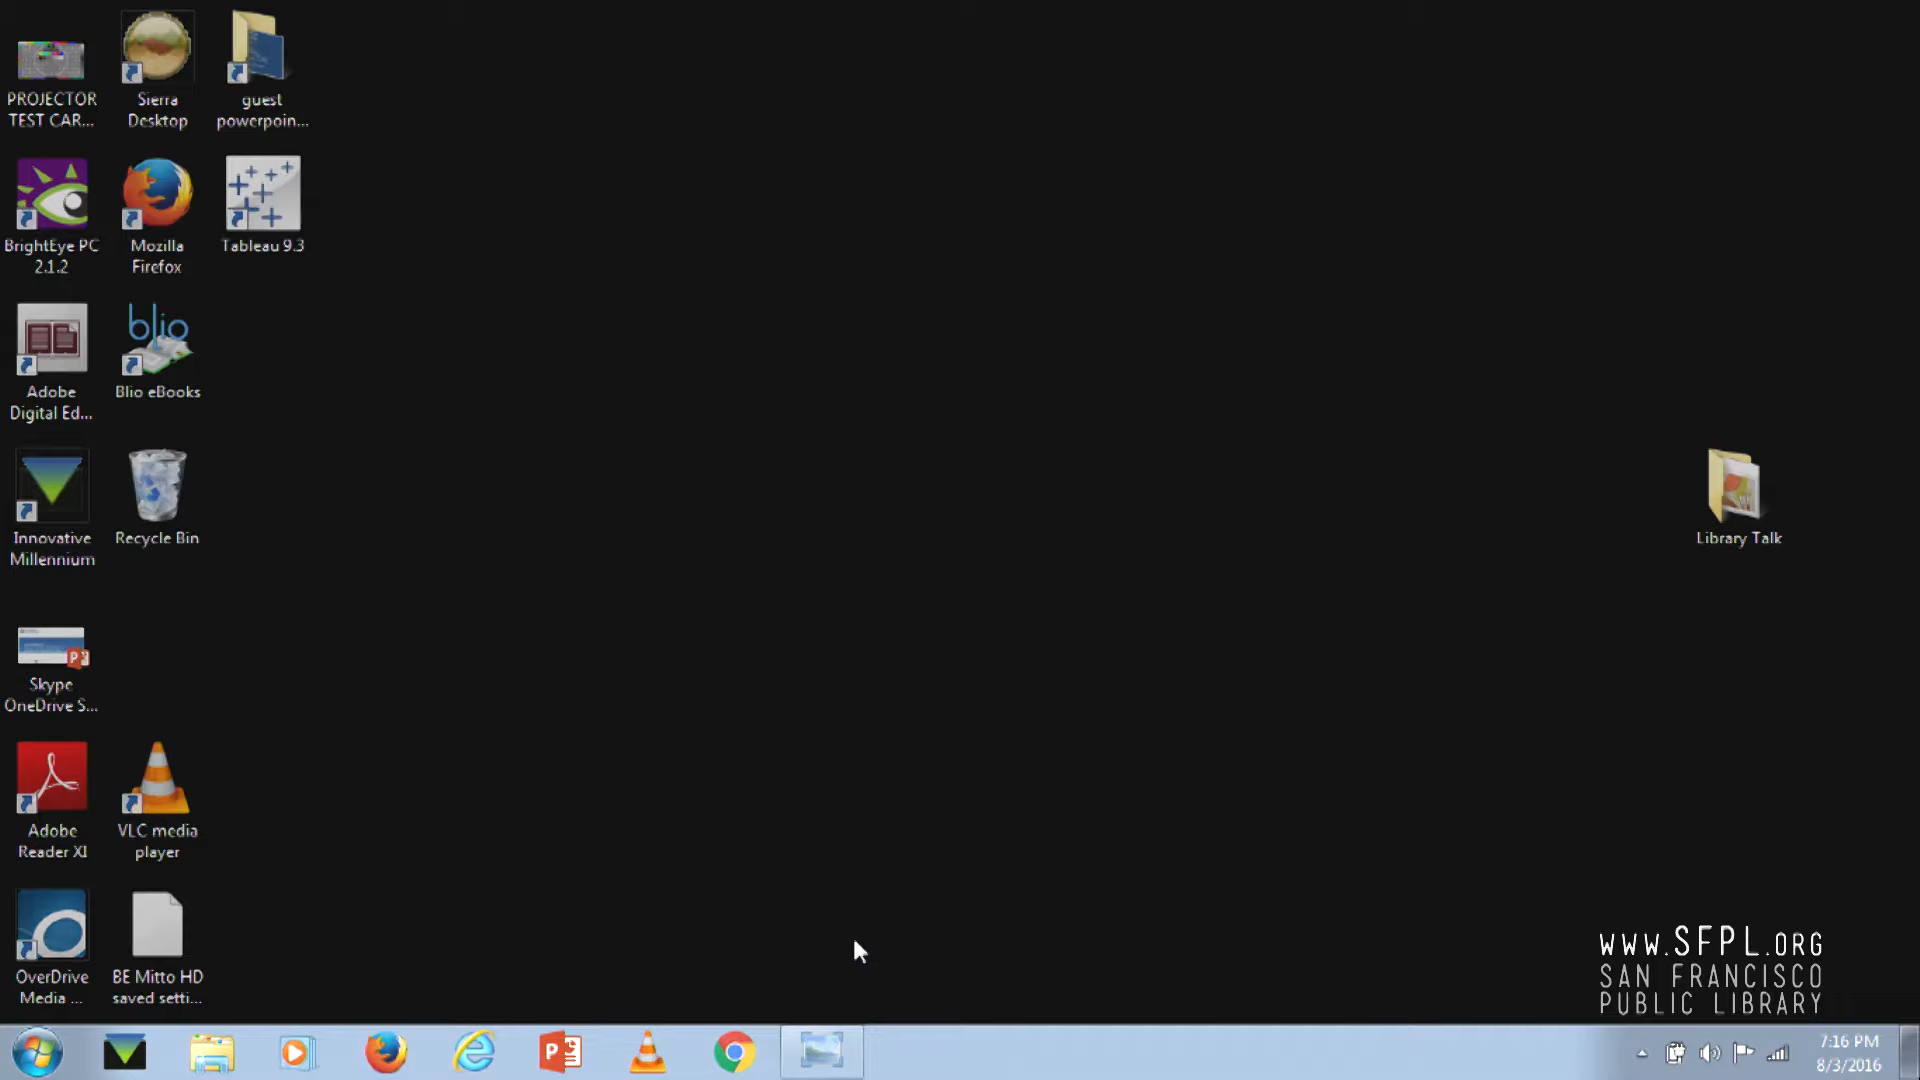 PROJECTOR
TEST CAR...
Sierra
Desktop
guest
powerpoin...
BrightEye PC
2.1.2
Mozilla
Firefox
Tableau 9.3
Adobe
Digital Ed...
blio
Blio eBooks
Innovative
Millennium
Recycle Bin
Library Talk
Skype
OneDrive S...
Adobe
Reader XI
VLC media
player
OverDrive
Media ...
BE Mitto HD
saved setti...
www.SFPL.ORG
SAN FRANCISCO
PUBLIC LIBRARY
7:16 PM
8/3/2016